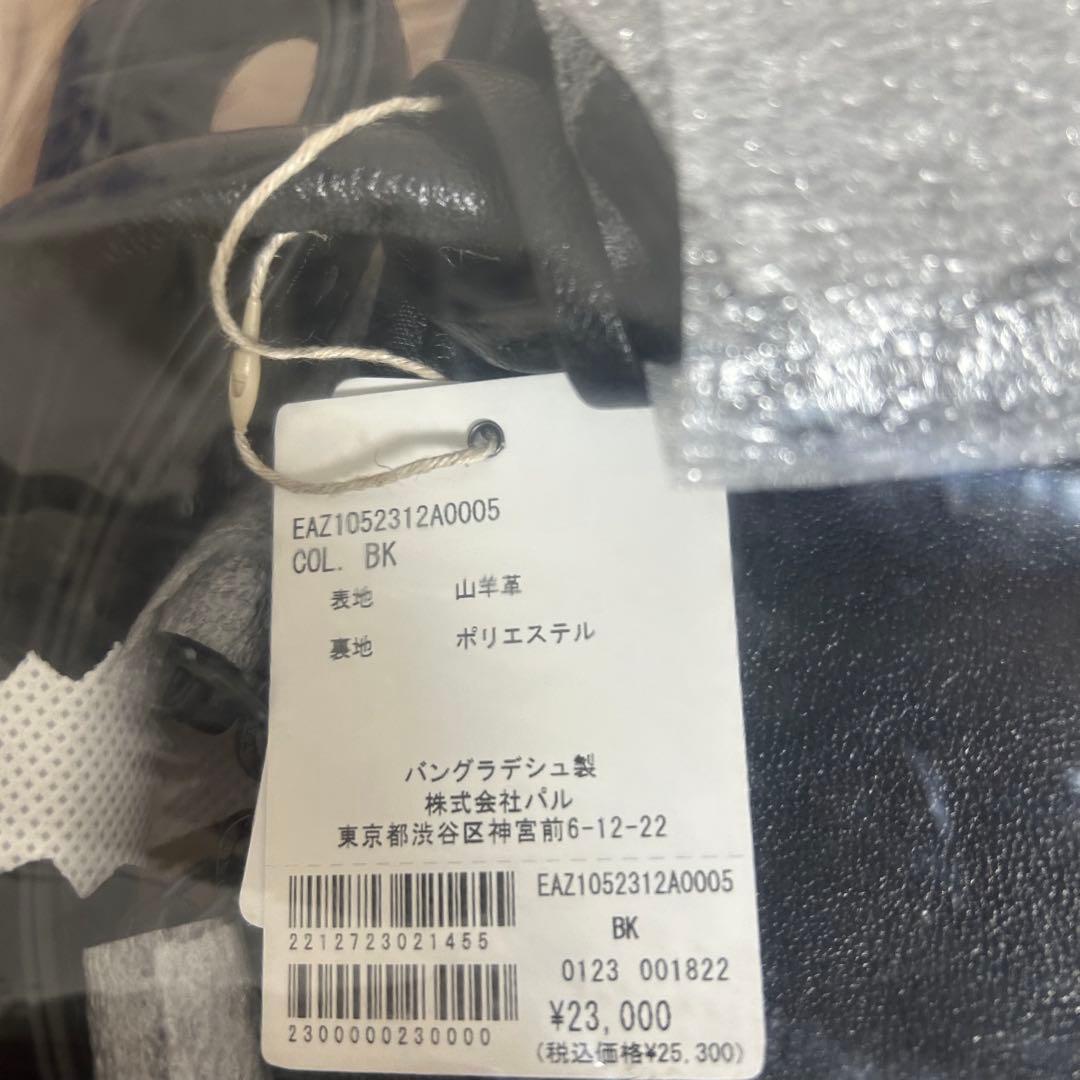 EAZ1052312A0005
COL. BK
表地 山羊革
裏地 ポリエステル
バングラデシュ製
株式会社パル
東京都渋谷区神宮前6-12-22
2212723021455
2300000230000
EAZ1052312A0005
BK
0123 001822
¥23,000
(税込価格¥25,300)